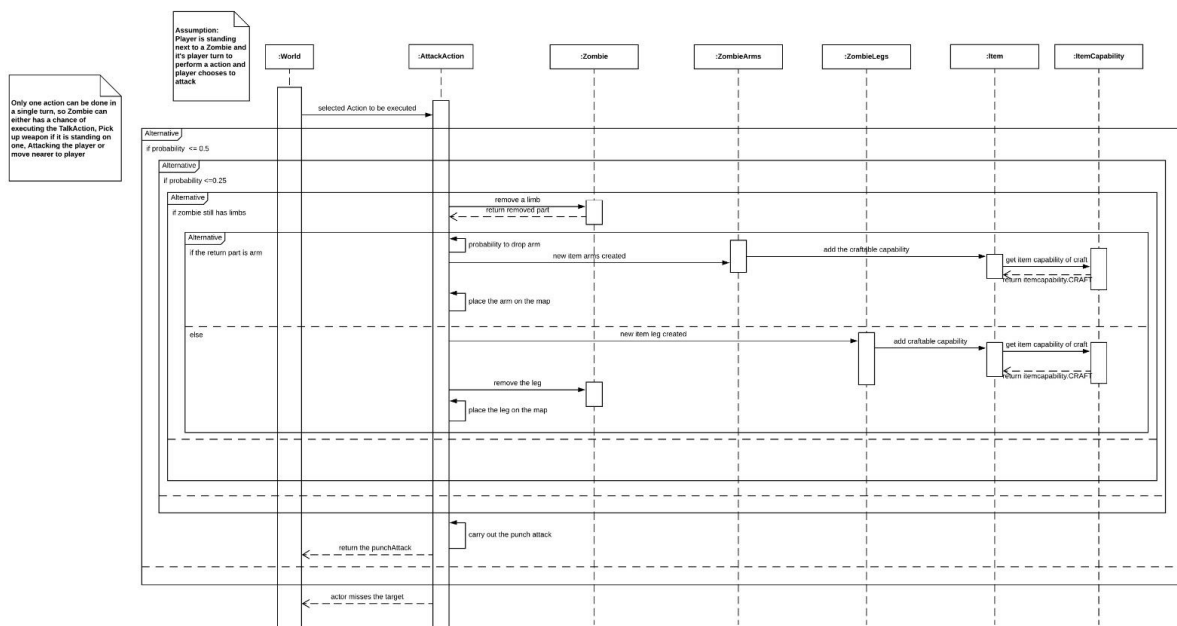 Assumption:
Player is standing
next to a Zombie and
it's player turn to
perform a action and
player chooses to
attack
:World
:AttackAction
:Zombie
:ZombieArms
:ZombieLegs
:Item
:ItemCapability
Only one action can be done in
a single turn, so Zombie can
either has a chance of
executing the TalkAction, Pick
up weapon if it is standing on
one, Attacking the player or
move nearer to player
selected Action to be executed
Alternative
if probability <= 0.5
Alternative
if probability <=0.25
Alternative
if zombie still has limbs
remove a limb
return removed part
Alternative
if the return part is arm
probability to drop arm
new item arms created
add the craftable capability
get item capability of craft
return itemcapability.CRAFT
place the arm on the map
else
new item leg created
add craftable capability
get item capability of craft
return itemcapability.CRAFT
remove the leg
place the leg on the map
carry out the punch attack
return the punchAttack
actor misses the target